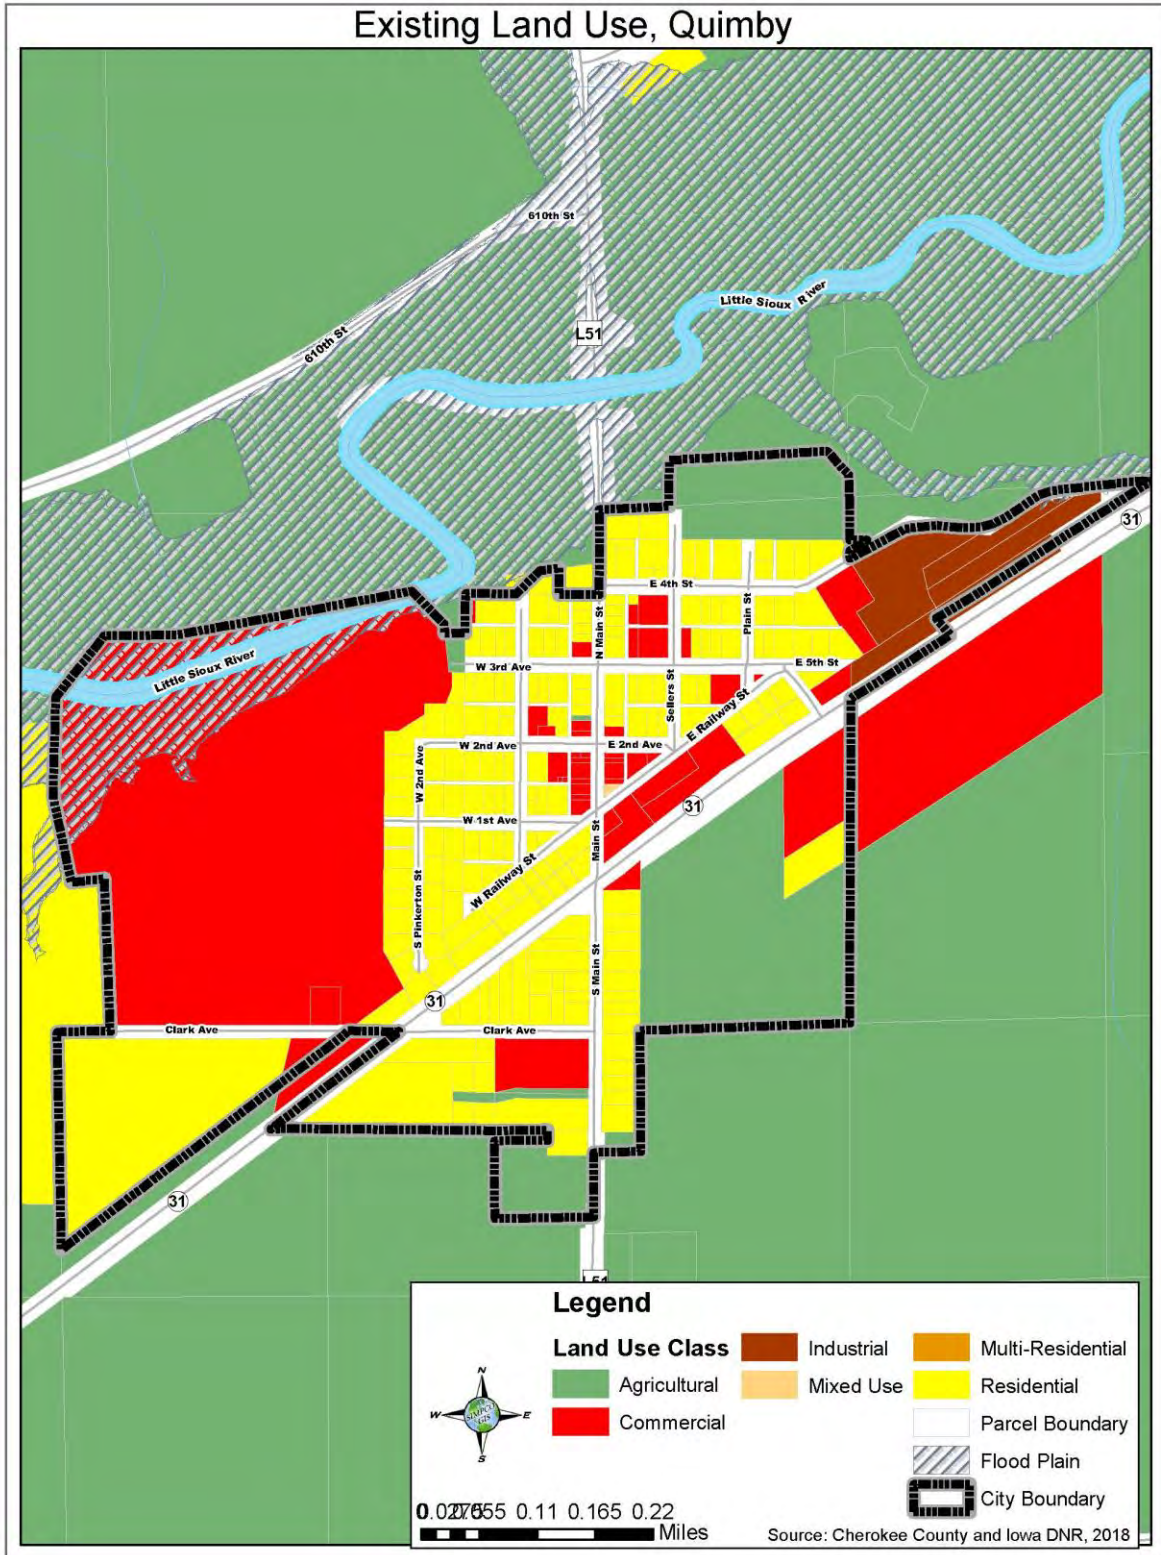 Existing Land Use, Quimby
610th St
Little Sioux River
L51
610th St
31
E 4th St
N Main St
Plain St
Little Sioux River
W 3rd Ave
E 5th St
Sellers St
E Railway St
W 2nd Ave
E 2nd Ave
W 2nd Ave
31
W 1st Ave
Main St
W Railway St
S Pinkerton St
S Main St
31
Clark Ave
Clark Ave
31
L51
Legend
Land Use Class
Industrial
Multi-Residential
Agricultural
Mixed Use
Residential
Commercial
Parcel Boundary
Flood Plain
City Boundary
N
W
E
SIMPCO
GIS
S
0.11 0.165 0.22
Miles
Source: Cherokee County and Iowa DNR, 2018